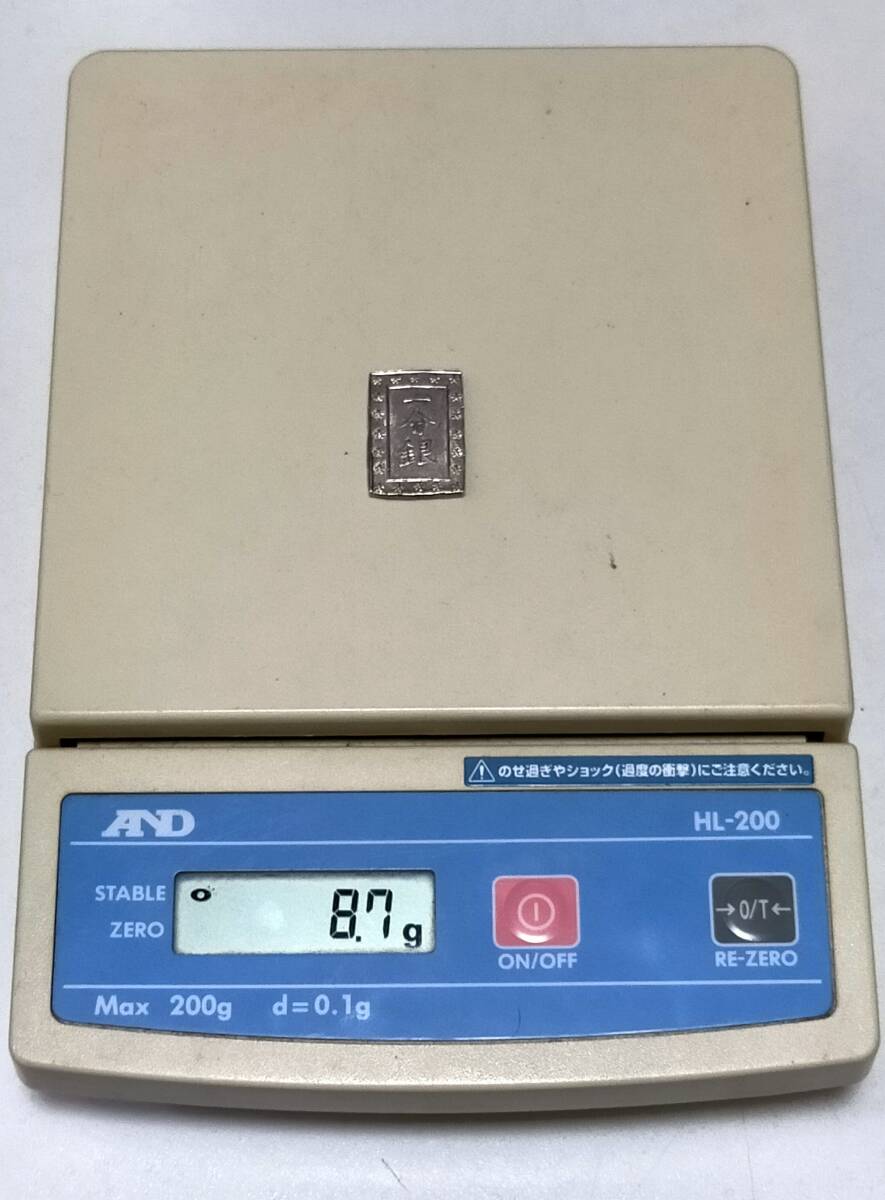 一
分
銀
⚠ のせ過ぎやショック(過度の衝撃)にご注意ください。
AND
HL-200
STABLE
ZERO
8.7 g
ON/OFF
→0/T←
RE-ZERO
Max 200g d=0.1g